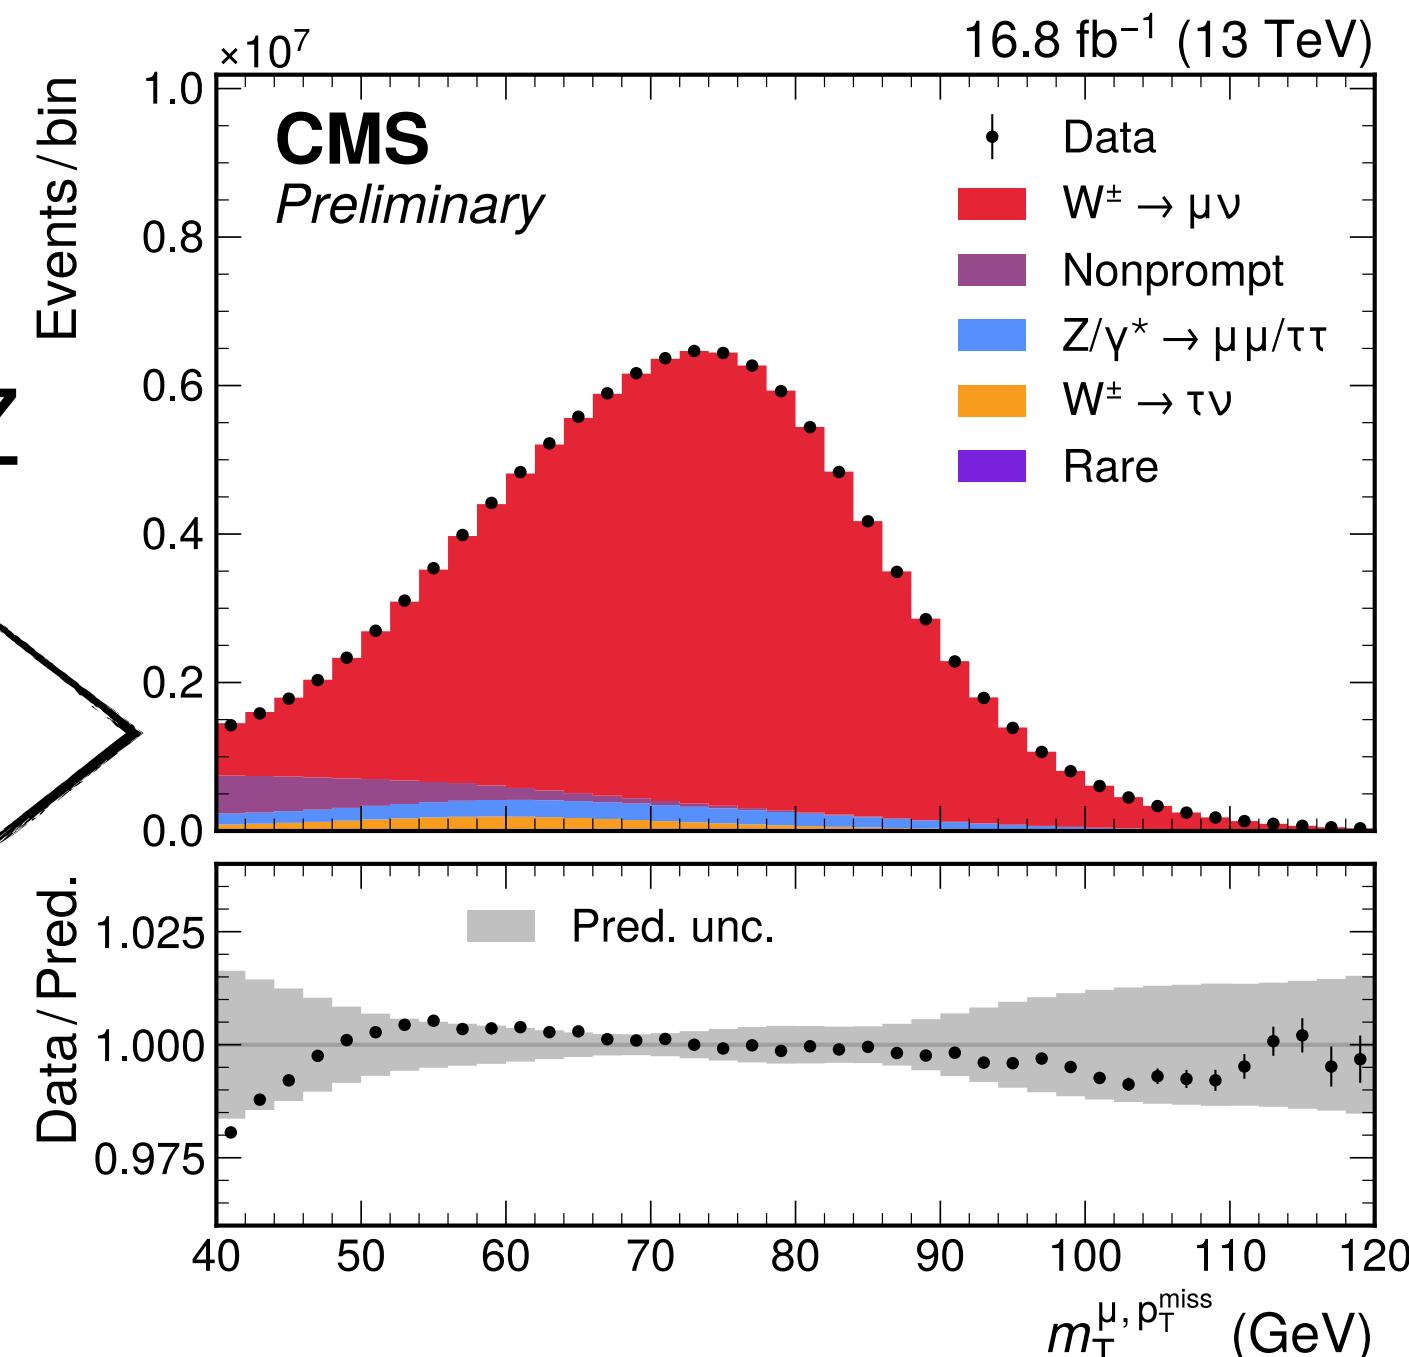 ×10⁷
16.8 fb⁻¹ (13 TeV)
Events/bin
1.0
0.8
0.6
0.4
0.2
0.0
CMS
Preliminary
Data
W± → μν
Nonprompt
Z/γ* → μμ/ττ
W± → τν
Rare
Data/Pred.
1.025
1.000
0.975
Pred. unc.
40 50 60 70 80 90 100 110 120
m_T^{μ, p_T^miss} (GeV)